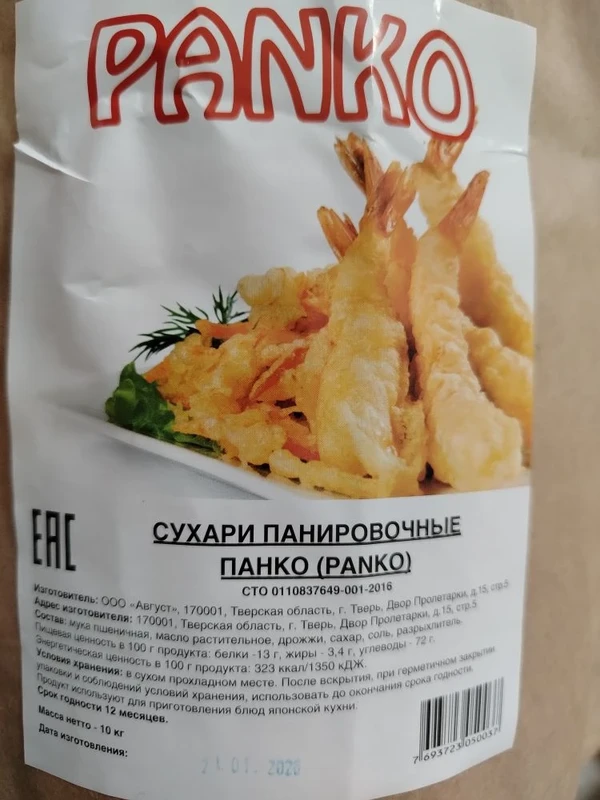 PANKO
EAC
СУХАРИ ПАНИРОВОЧНЫЕ
ПАНКО (PANKO)
СТО 0110837649-001-2016
Изготовитель: ООО «Август», 170001, Тверская область, г. Тверь, Двор Пролетарки, д.15, стр.5
Адрес изготовителя: 170001, Тверская область, г. Тверь, Двор Пролетарки, д.15, стр.5
Состав: мука пшеничная, масло растительное, дрожжи, сахар, соль, разрыхлитель
Пищевая ценность в 100 г продукта: белки -13 г, жиры - 3,4 г, углеводы - 72 г.
Энергетическая ценность в 100 г продукта: 323 ккал/1350 кДЖ.
Условия хранения: в сухом прохладном месте. После вскрытия, при герметичном закрытии
упаковки и соблюдений условий хранения, использовать до окончания срока годности.
Продукт используют для приготовления блюд японской кухни.
Срок годности 12 месяцев.
Масса нетто - 10 кг
Дата изготовления:
21 01. 2020
7693723050037